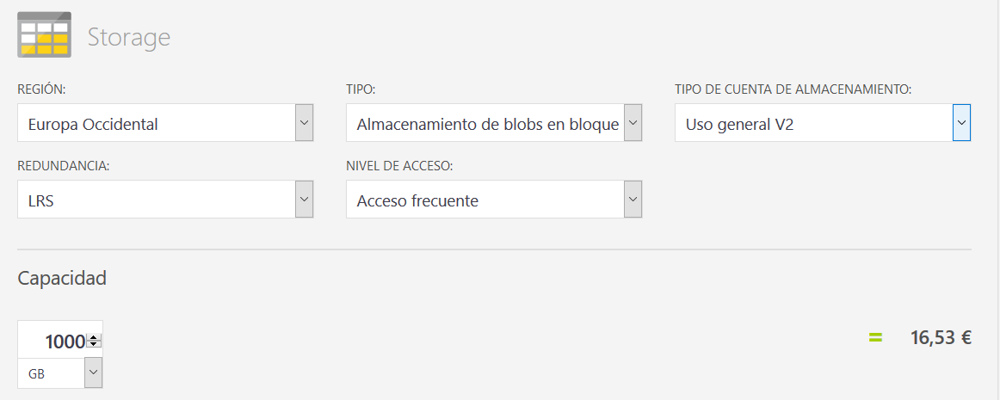 Storage
REGIÓN: TIPO: TIPO DE CUENTA DE ALMACENAMIENTO:
Europa Occidental Almacenamiento de blobs en bloque Uso general V2
REDUNDANCIA: NIVEL DE ACCESO:
LRS Acceso frecuente
Capacidad
1000 = 16,53 €
GB